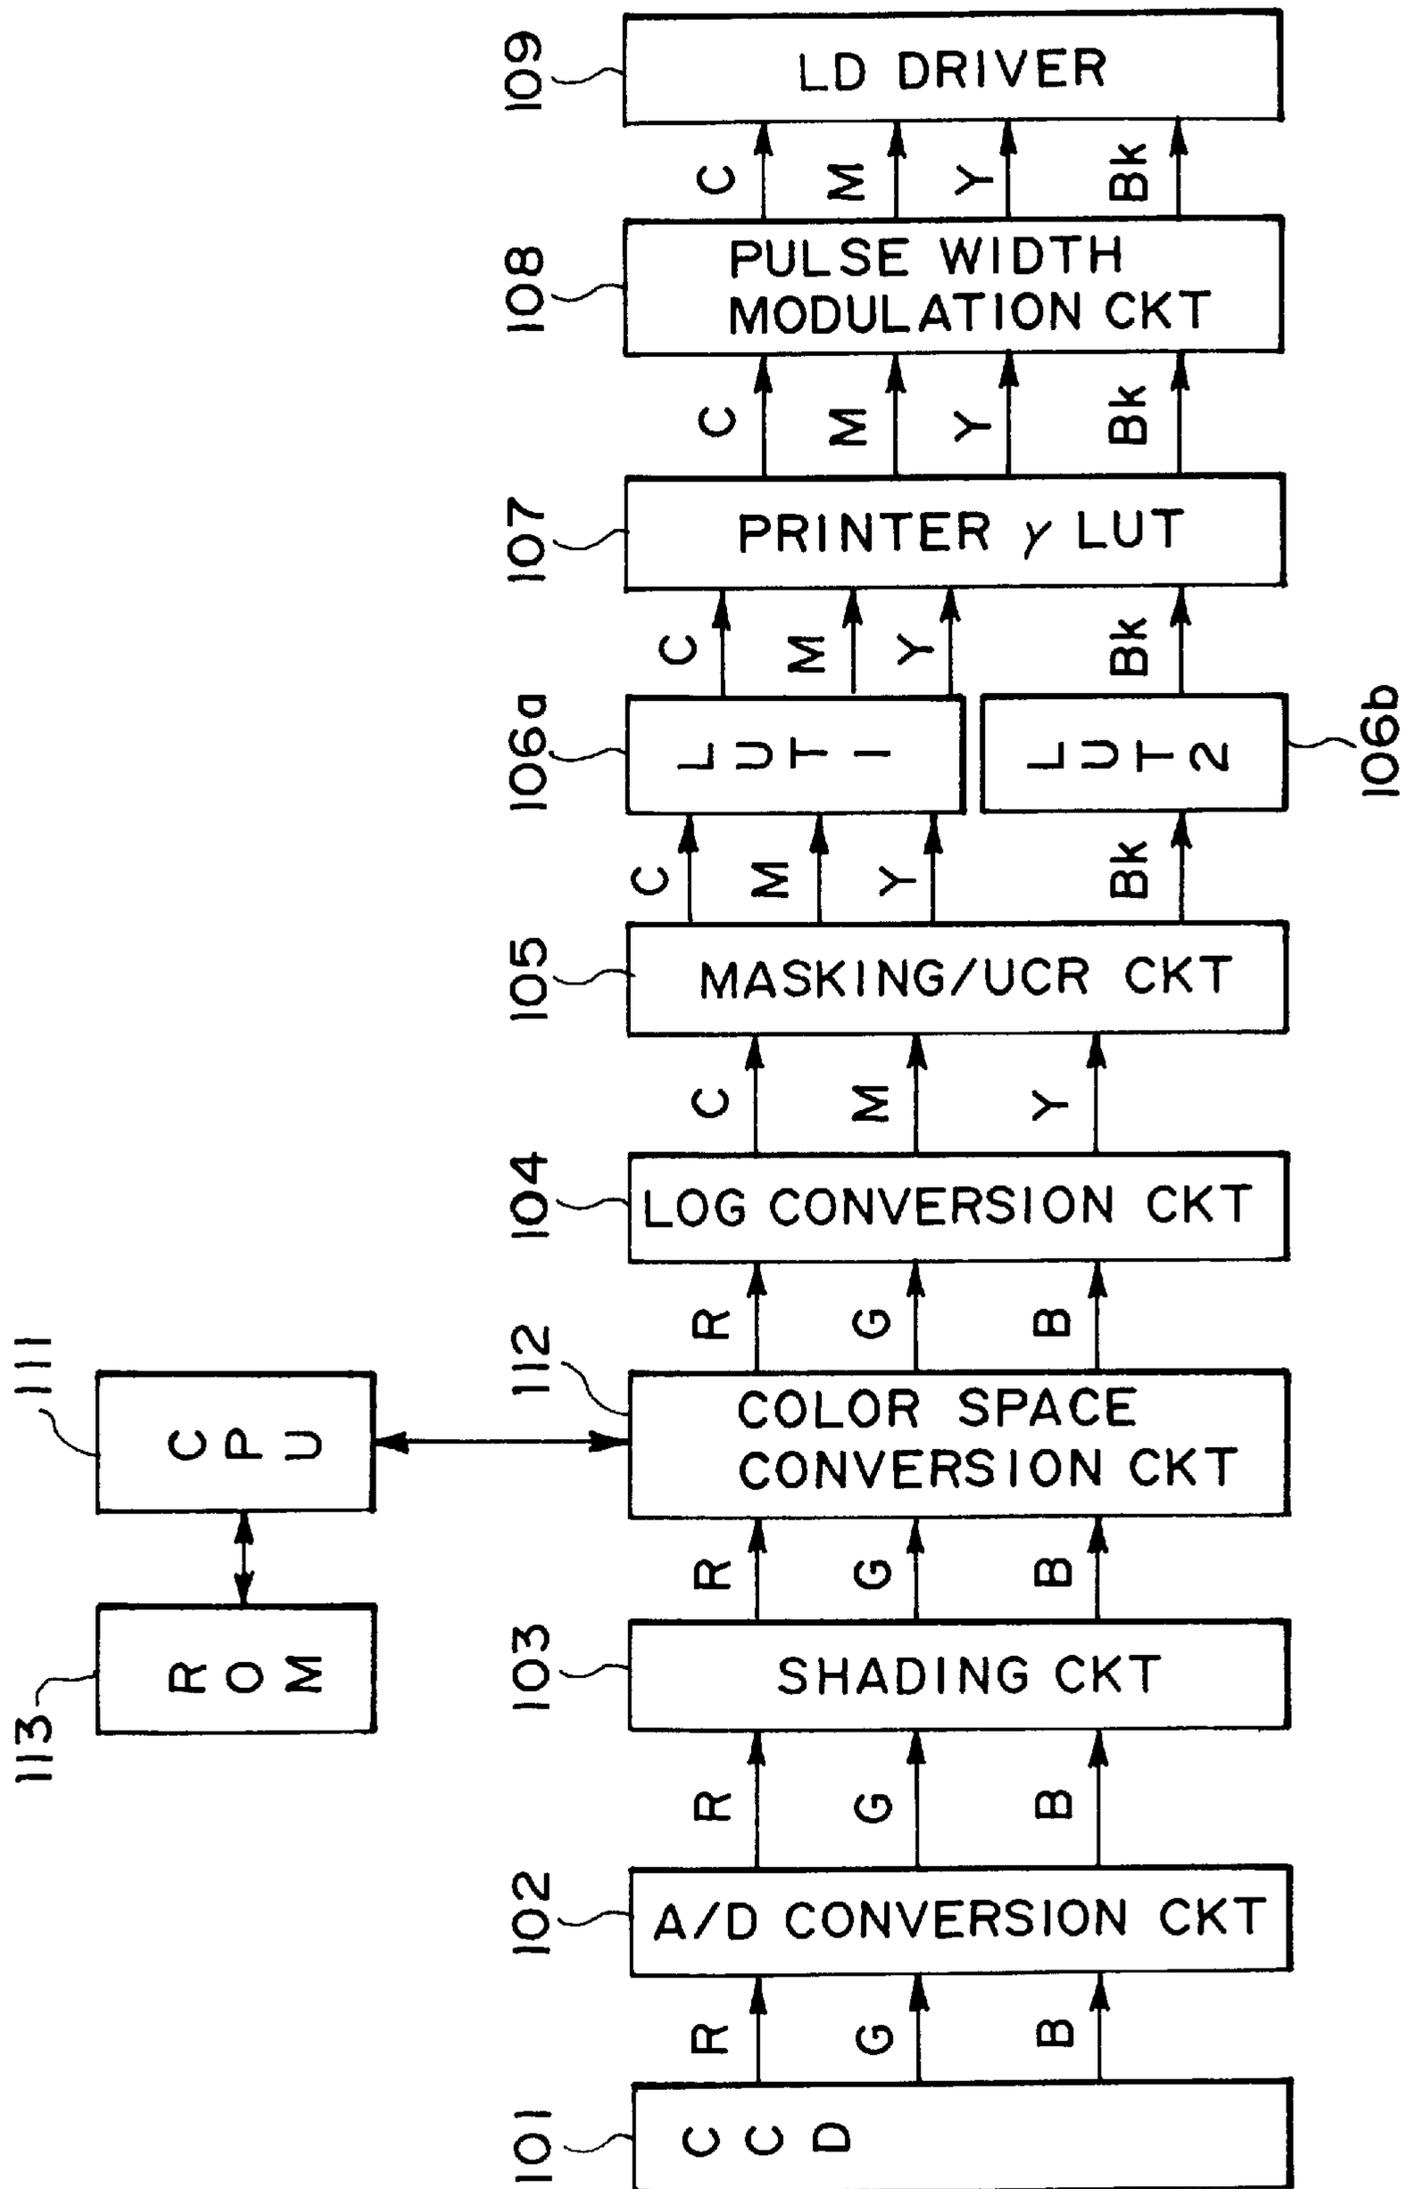 109
LD DRIVER
C
M
Y
Bk
108
PULSE WIDTH
MODULATION CKT
C
M
Y
Bk
107
PRINTER γ LUT
C
M
Y
Bk
106a
LUT 1
LUT 2
106b
C
M
Y
Bk
105
MASKING/UCR CKT
C
M
Y
104
LOG CONVERSION CKT
R
G
B
111
CPU
112
COLOR SPACE
CONVERSION CKT
R
G
B
113
ROM
103
SHADING CKT
R
G
B
102
A/D CONVERSION CKT
R
G
B
101
CCD